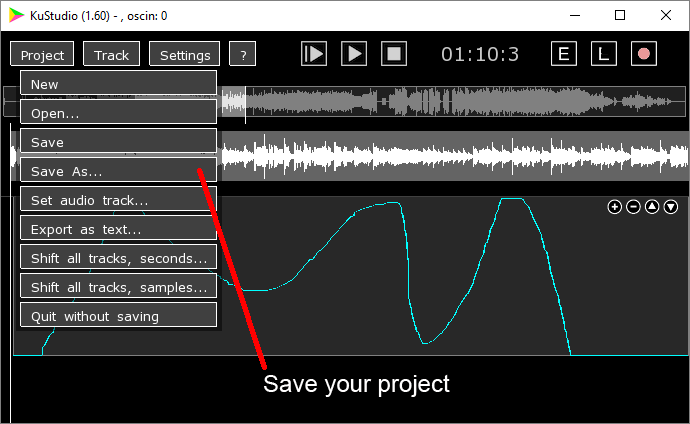 KuStudio (1.60) - , oscin: 0
Project Track Settings ? 01:10:3 E L
New
Open...
Save
Save As...
Set audio track...
Export as text...
Shift all tracks, seconds...
Shift all tracks, samples...
Quit without saving
Save your project